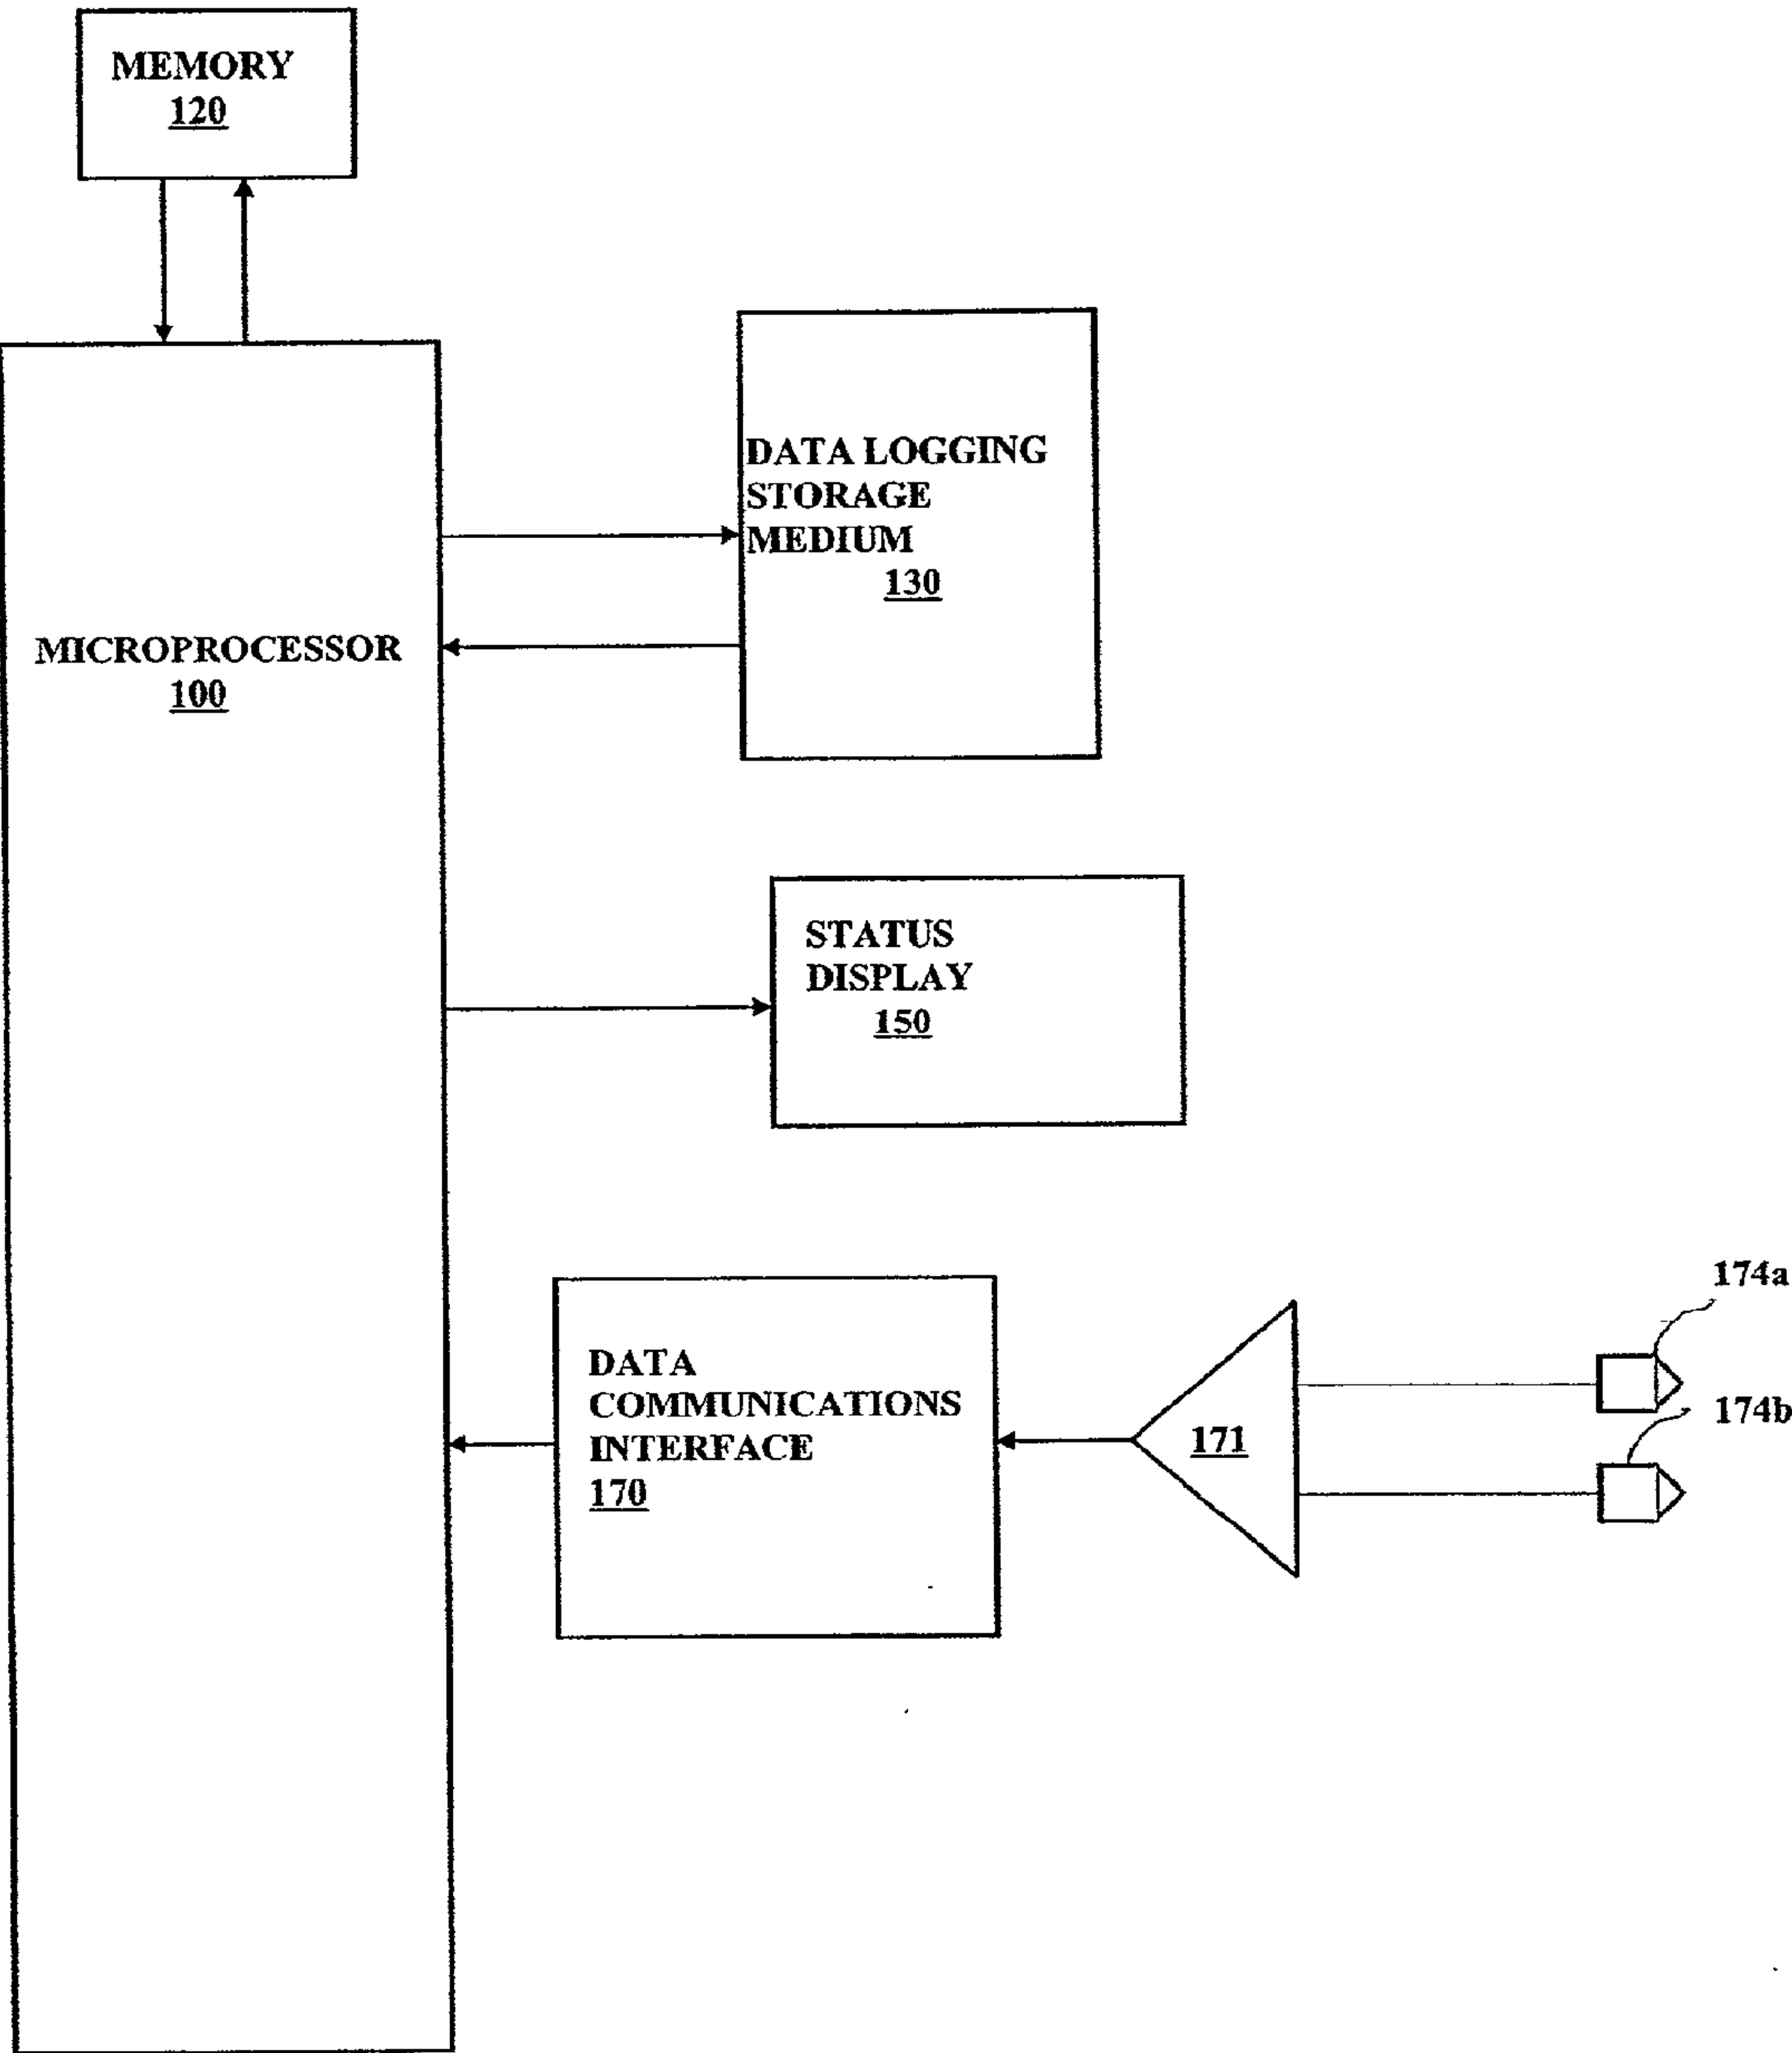 MEMORY
120
DATA LOGGING
STORAGE
MEDIUM
130
MICROPROCESSOR
100
STATUS
DISPLAY
150
174a
DATA
COMMUNICATIONS
INTERFACE
170
171
174b